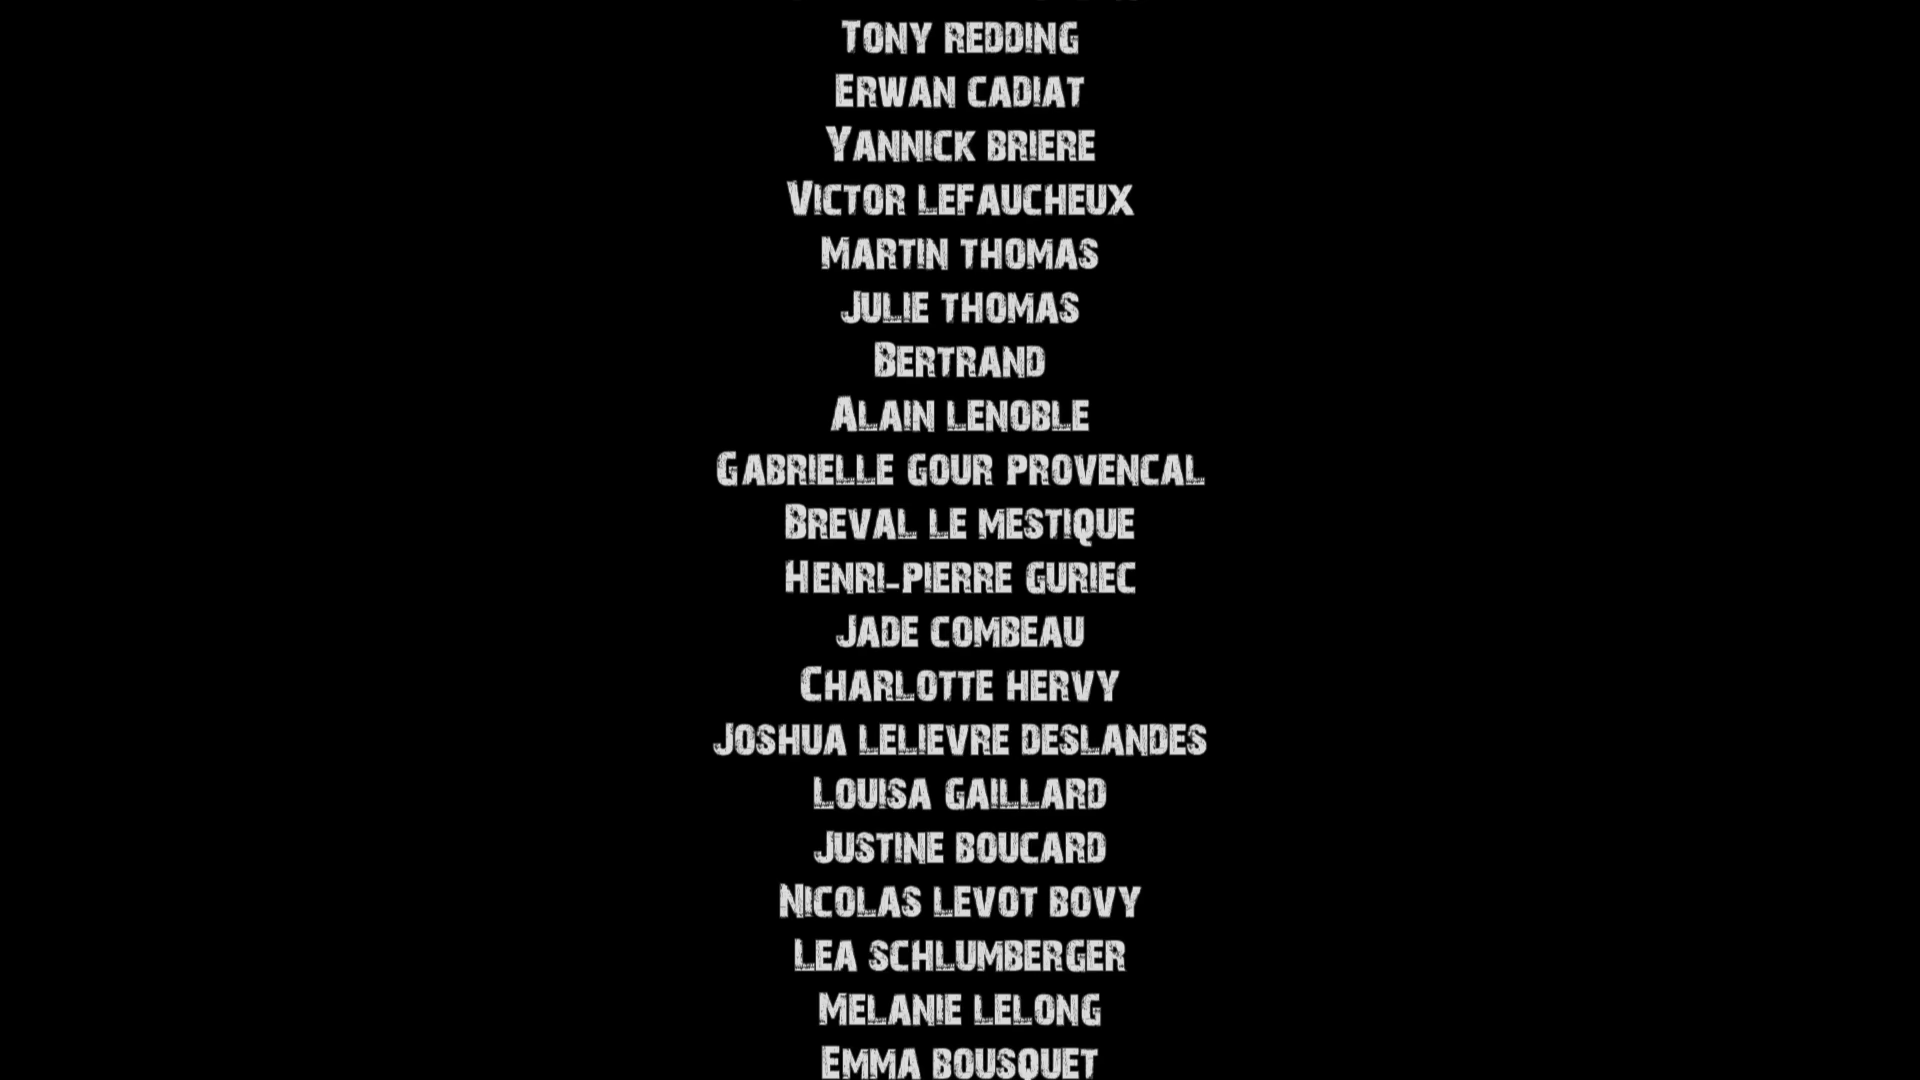 Tony Redding
Erwan Cadiat
Yannick Briere
Victor Lefaucheux
Martin Thomas
Julie Thomas
Bertrand
Alain Lenoble
Gabrielle Gour Provencal
Breval Le Mestique
Henri-Pierre Guriec
Jade Combeau
Charlotte Hervy
Joshua Lelievre Deslandes
Louisa Gaillard
Justine Boucard
Nicolas Levot Bovy
Lea Schlumberger
Melanie Lelong
Emma Bousquet